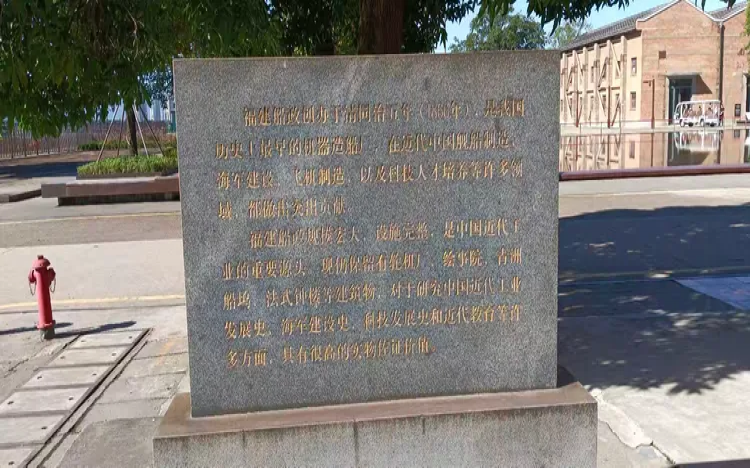 福建船政创办于清同治五年(1866年),是我国
历史上最早的机器造船厂,在近代中国舰船制造、
海军建设、飞机制造、以及科技人才培养等许多领
域,都做出突出贡献。
福建船政规模宏大、设施完整,是中国近代工
业的重要源头,现仍保留有轮机厂、绘事院、青洲
船坞、法式钟楼等建筑物,对于研究中国近代工业
发展史、海军建设史、科技发展史和近代教育等许
多方面,具有很高的实物佐证价值。